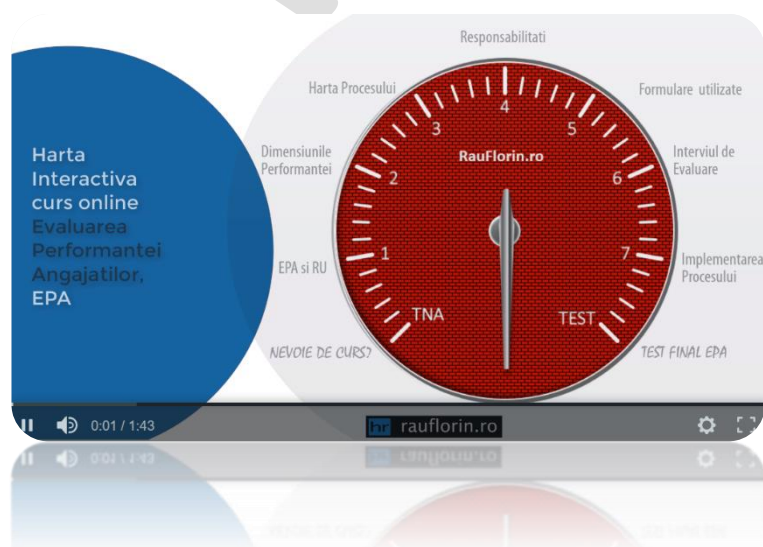 Harta
Interactiva
curs online
Evaluarea
Performantei
Angajatilor,
EPA
Responsabilitati
Harta Procesului
Formulare utilizate
Dimensiunile
Performantei
Interviul de
Evaluare
EPA si RU
Implementarea
Procesului
NEVOIE DE CURS?
TEST FINAL EPA
RauFlorin.ro
1
2
3
4
5
6
7
TNA
TEST
0:01 / 1:43
hr rauflorin.ro